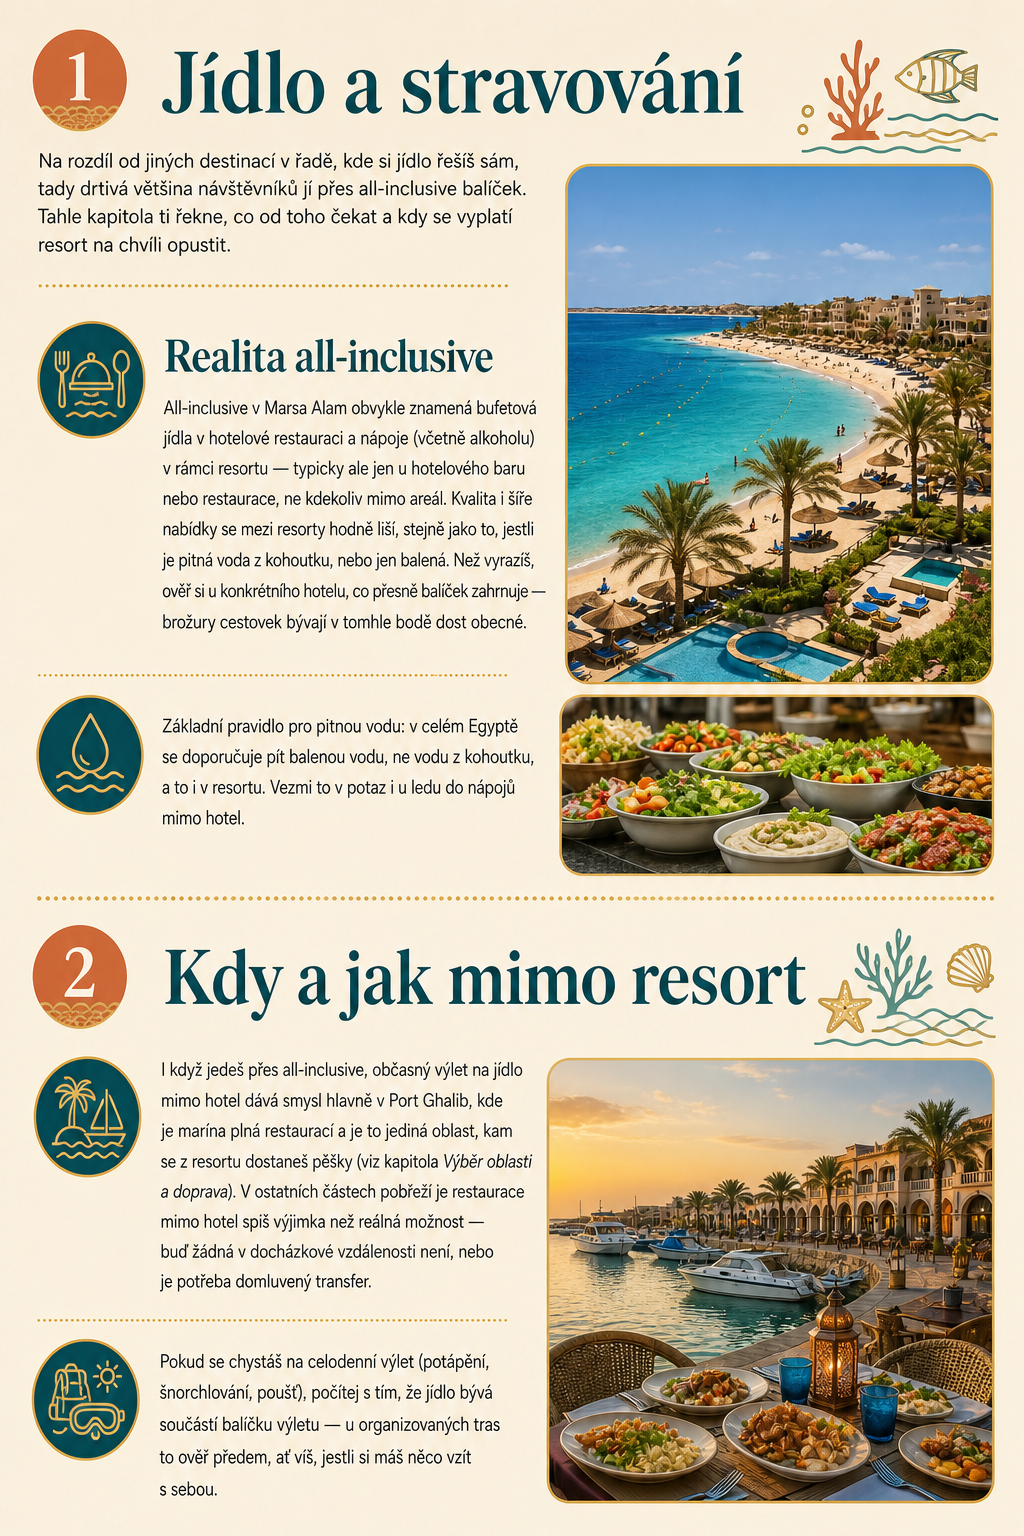 1
Jídlo a stravování
Na rozdíl od jiných destinací v řadě, kde si jídlo řešíš sám,
tady drtivá většina návštěvníků jí přes all-inclusive balíček.
Tahle kapitola ti řekne, co od toho čekat a kdy se vyplatí
resort na chvíli opustit.
Realita all-inclusive
All-inclusive v Marsa Alam obvykle znamená bufetová
jídla v hotelové restauraci a nápoje (včetně alkoholu)
v rámci resortu — typicky ale jen u hotelového baru
nebo restaurace, ne kdekoliv mimo areál. Kvalita i šíře
nabídky se mezi resorty hodně liší, stejně jako to, jestli
je pitná voda z kohoutku, nebo jen balená. Než vyrazíš,
ověř si u konkrétního hotelu, co přesně balíček zahrnuje —
brožury cestovek bývají v tomhle bodě dost obecné.
Základní pravidlo pro pitnou vodu: v celém Egyptě
se doporučuje pít balenou vodu, ne vodu z kohoutku,
a to i v resortu. Vezmi to v potaz i u ledu do nápojů
mimo hotel.
2
Kdy a jak mimo resort
I když jedeš přes all-inclusive, občasný výlet na jídlo
mimo hotel dává smysl hlavně v Port Ghalib, kde
je marína plná restaurací a je to jediná oblast, kam
se z resortu dostaneš pěšky (viz kapitola Výběr oblasti
a doprava). V ostatních částech pobřeží je restaurace
mimo hotel spíš výjimka než reálná možnost —
buď žádná v docházkové vzdálenosti není, nebo
je potřeba domluvený transfer.
Pokud se chystáš na celodenní výlet (potápění,
šnorchlování, poušť), počítej s tím, že jídlo bývá
součástí balíčku výletu — u organizovaných tras
to ověř předem, ať víš, jestli si máš něco vzít
s sebou.